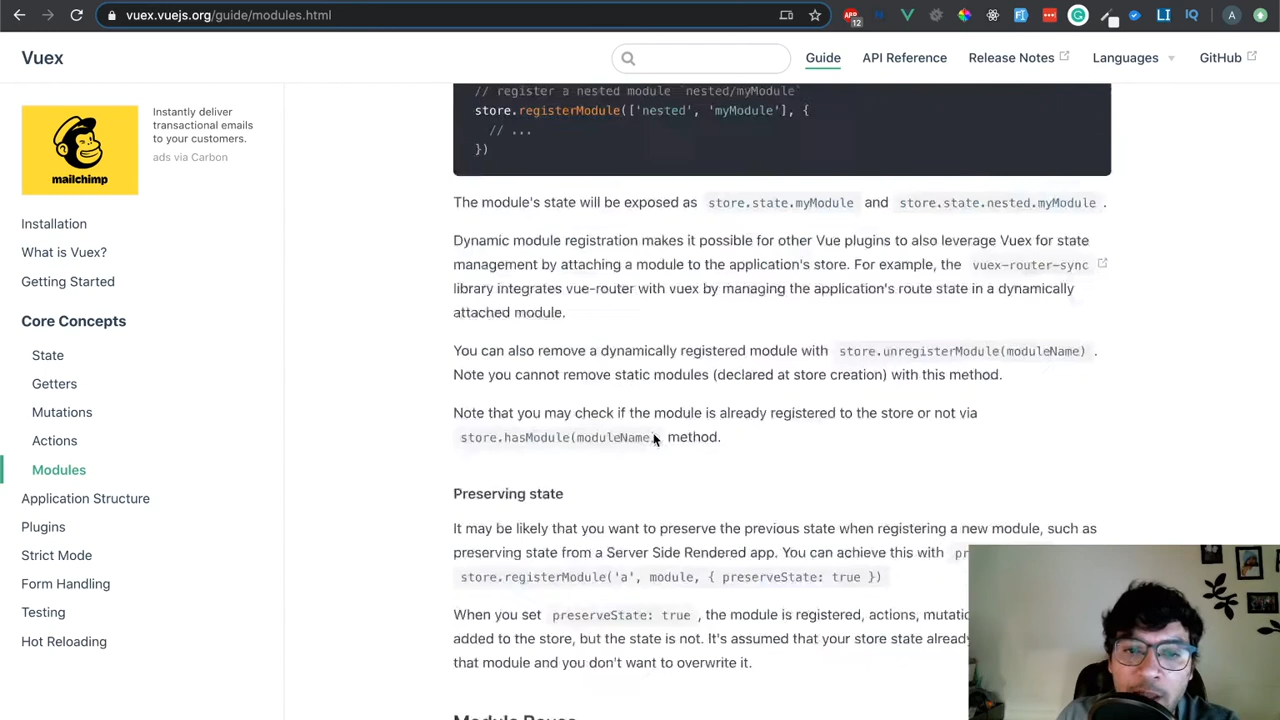 vuex.vuejs.org/guide/modules.html
12
LI
IQ
A
Vuex
Guide
API Reference
Release Notes
Languages
GitHub
mailchimp
Instantly deliver
transactional emails
to your customers.
ads via Carbon
Installation
What is Vuex?
Getting Started
Core Concepts
State
Getters
Mutations
Actions
Modules
Application Structure
Plugins
Strict Mode
Form Handling
Testing
Hot Reloading
// register a nested module `nested/myModule`
store.registerModule(['nested', 'myModule'], {
// ...
})
The module's state will be exposed as store.state.myModule and store.state.nested.myModule .
Dynamic module registration makes it possible for other Vue plugins to also leverage Vuex for state
management by attaching a module to the application's store. For example, the vuex-router-sync
library integrates vue-router with vuex by managing the application's route state in a dynamically
attached module.
You can also remove a dynamically registered module with store.unregisterModule(moduleName) .
Note you cannot remove static modules (declared at store creation) with this method.
Note that you may check if the module is already registered to the store or not via
store.hasModule(moduleName) method.
Preserving state
It may be likely that you want to preserve the previous state when registering a new module, such as
preserving state from a Server Side Rendered app. You can achieve this with
store.registerModule('a', module, { preserveState: true })
When you set preserveState: true , the module is registered, actions,
added to the store, but the state is not. It's assumed that your store state
that module and you don't want to overwrite it.
Module Reuse